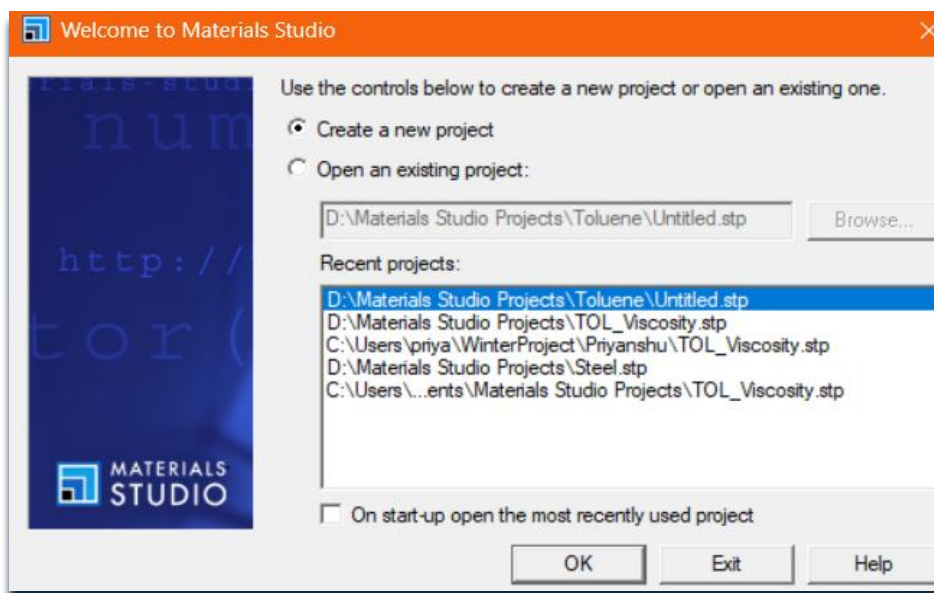 Welcome to Materials Studio
Use the controls below to create a new project or open an existing one.
Create a new project
Open an existing project:
D:\Materials Studio Projects\Toluene\Untitled.stp
Browse...
Recent projects:
D:\Materials Studio Projects\Toluene\Untitled.stp
D:\Materials Studio Projects\TOL_Viscosity.stp
C:\Users\priya\WinterProject\Priyanshu\TOL_Viscosity.stp
D:\Materials Studio Projects\Steel.stp
C:\Users\...ents\Materials Studio Projects\TOL_Viscosity.stp
On start-up open the most recently used project
OK Exit Help
num
http://
tor(
MATERIALS
STUDIO